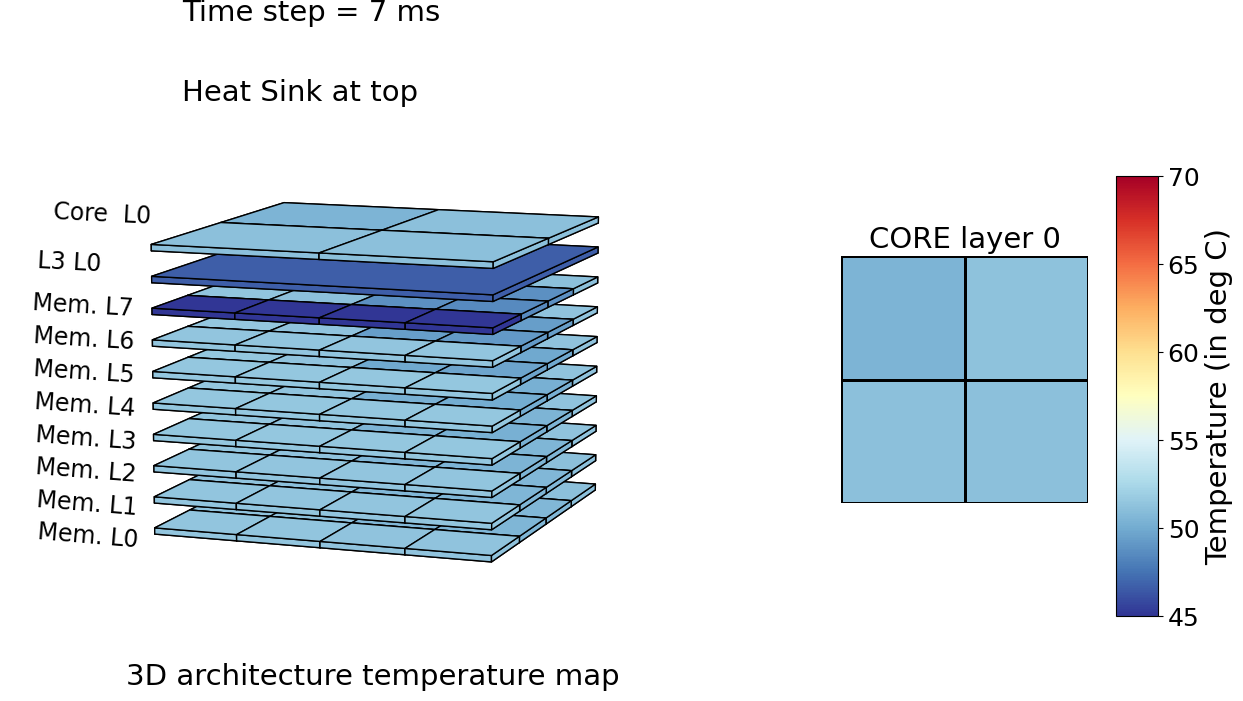 Time step = 7 ms
Heat Sink at top
Core  L0
L3 L0
Mem. L7
Mem. L6
Mem. L5
Mem. L4
Mem. L3
Mem. L2
Mem. L1
Mem. L0
3D architecture temperature map
CORE layer 0
70
65
60
55
50
45
Temperature (in deg C)